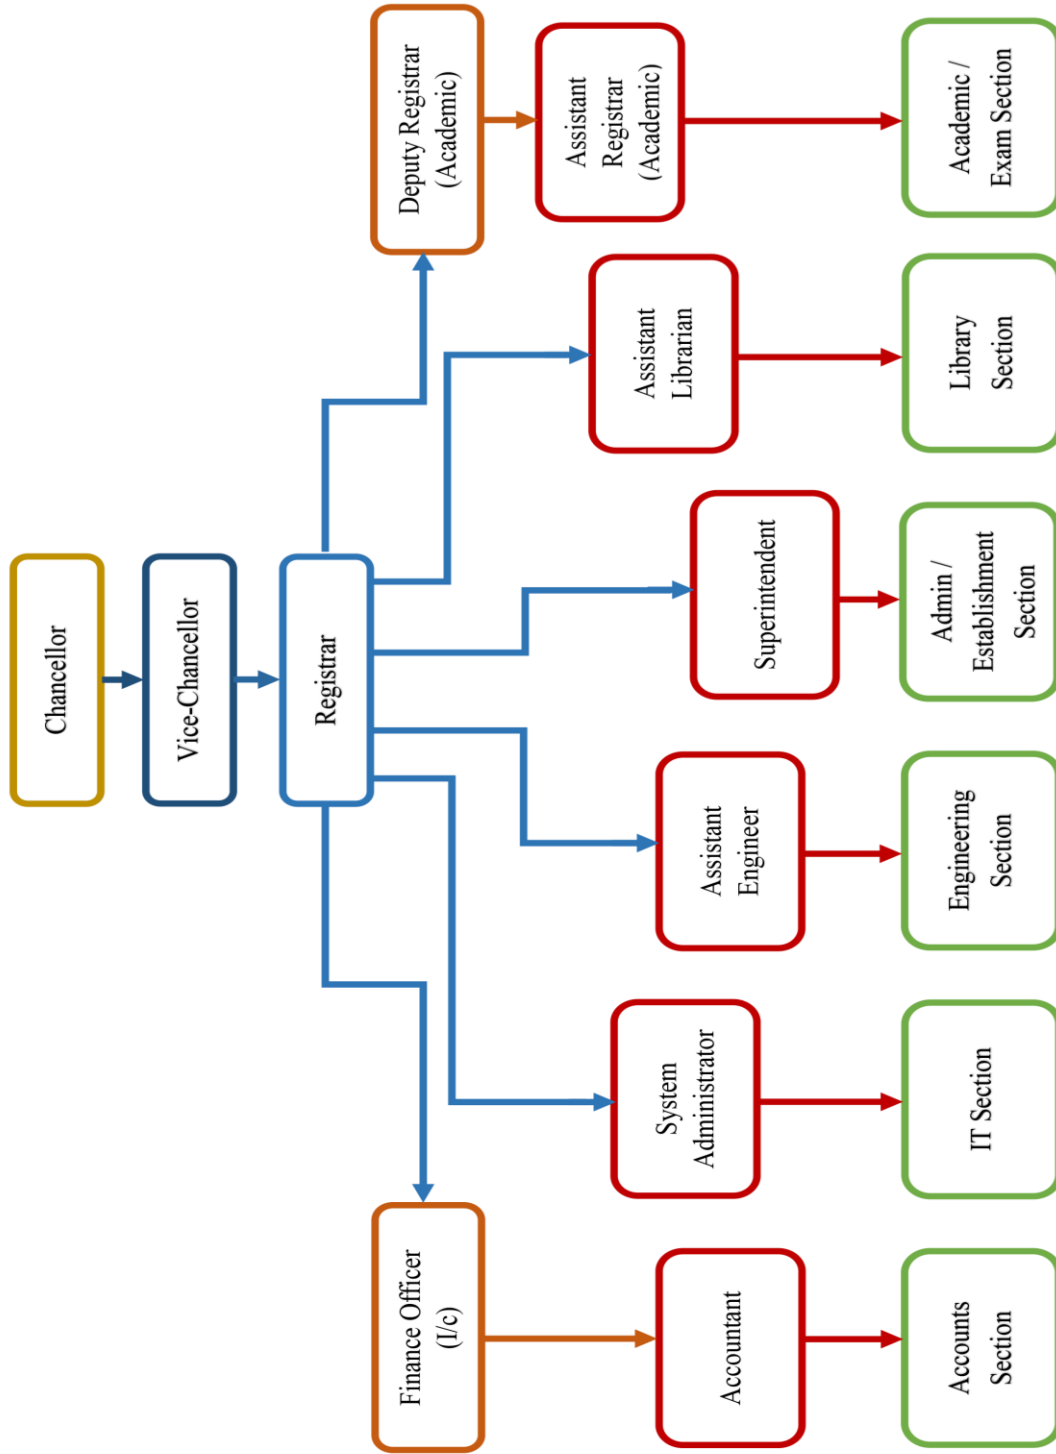 Chancellor
Vice-Chancellor
Registrar
Finance Officer
(I/c)
Deputy Registrar
(Academic)
Accountant
System
Administrator
Assistant
Engineer
Superintendent
Assistant
Librarian
Assistant
Registrar
(Academic)
Accounts
Section
IT Section
Engineering
Section
Admin /
Establishment
Section
Library
Section
Academic /
Exam Section